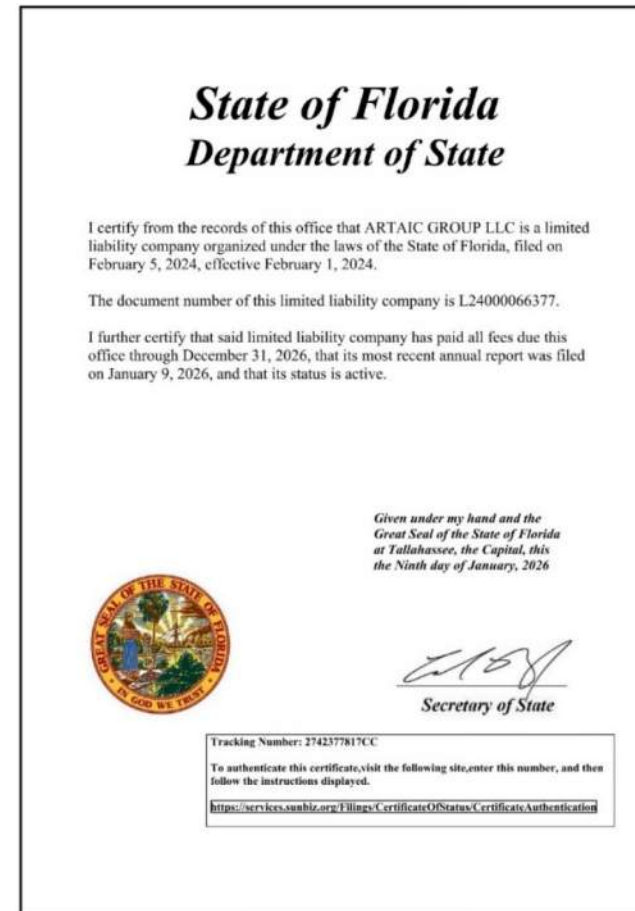 State of Florida
Department of State
I certify from the records of this office that ARTAIC GROUP LLC is a limited
liability company organized under the laws of the State of Florida, filed on
February 5, 2024, effective February 1, 2024.
The document number of this limited liability company is L24000066377.
I further certify that said limited liability company has paid all fees due this
office through December 31, 2026, that its most recent annual report was filed
on January 9, 2026, and that its status is active.
Given under my hand and the
Great Seal of the State of Florida
at Tallahassee, the Capital, this
the Ninth day of January, 2026
GREAT SEAL OF THE STATE OF FLORIDA
IN GOD WE TRUST
Secretary of State
Tracking Number: 2742377817CC
To authenticate this certificate,visit the following site,enter this number, and then
follow the instructions displayed.
https://services.sunbiz.org/Filings/CertificateOfStatus/CertificateAuthentication